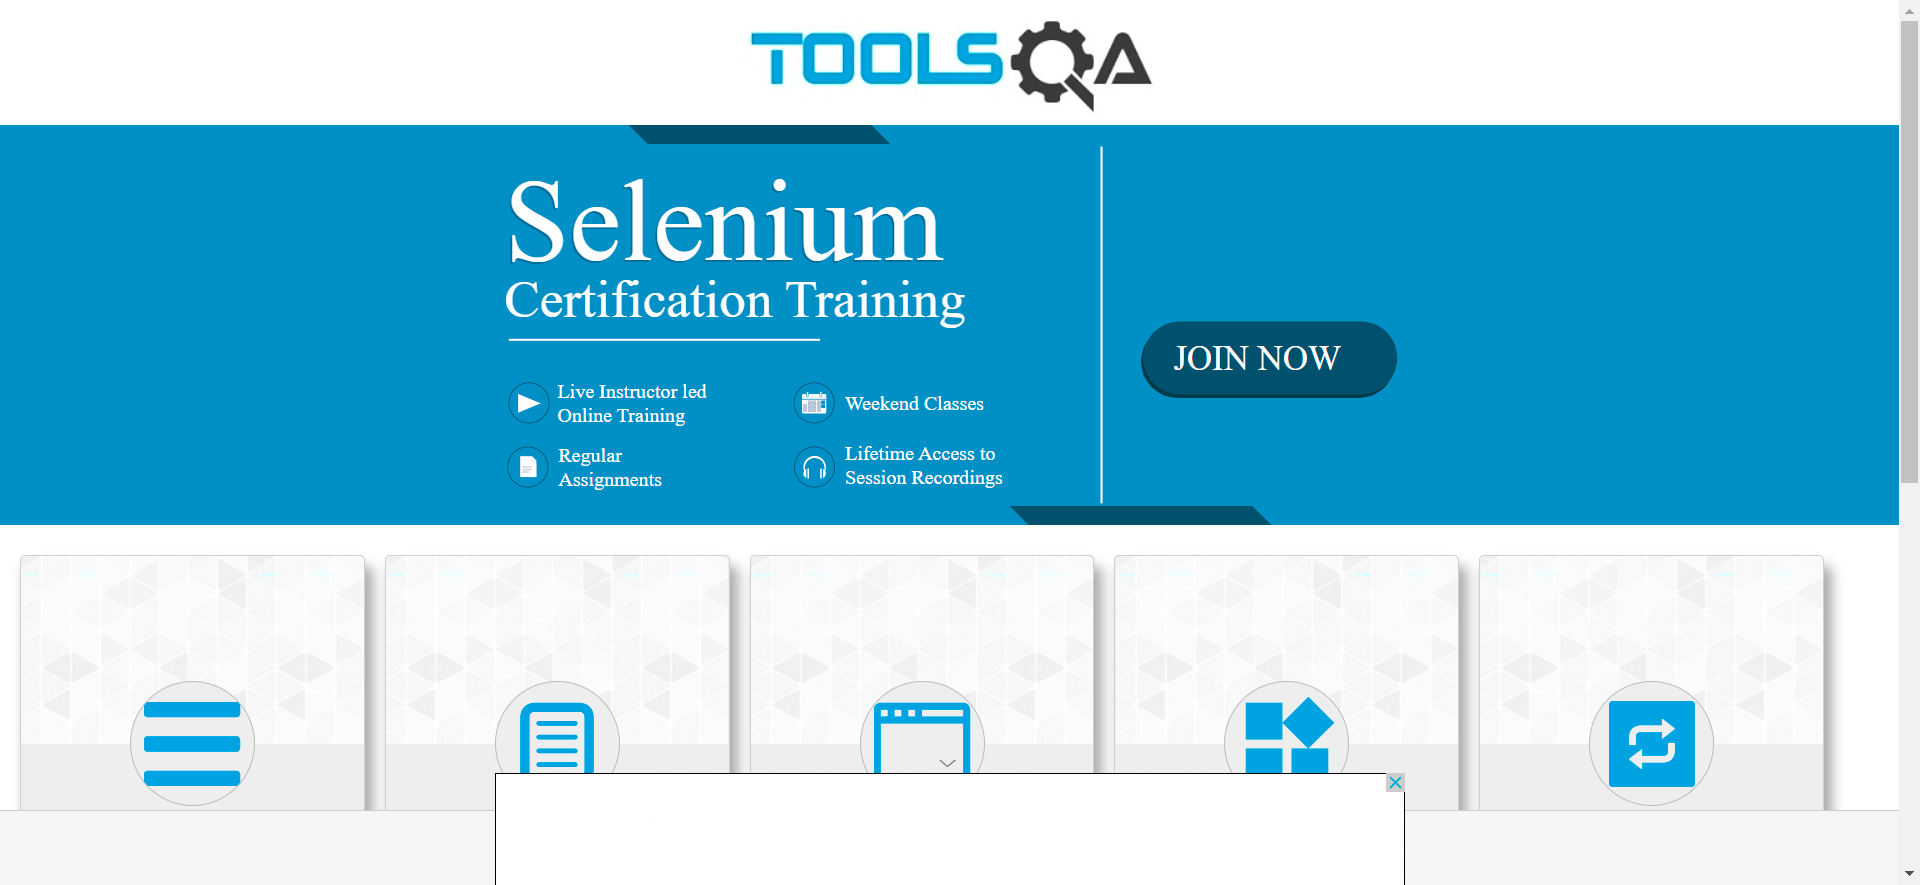 TOOLSQA
Selenium
Certification Training
JOIN NOW
Live Instructor led
Online Training
Weekend Classes
Regular
Assignments
Lifetime Access to
Session Recordings